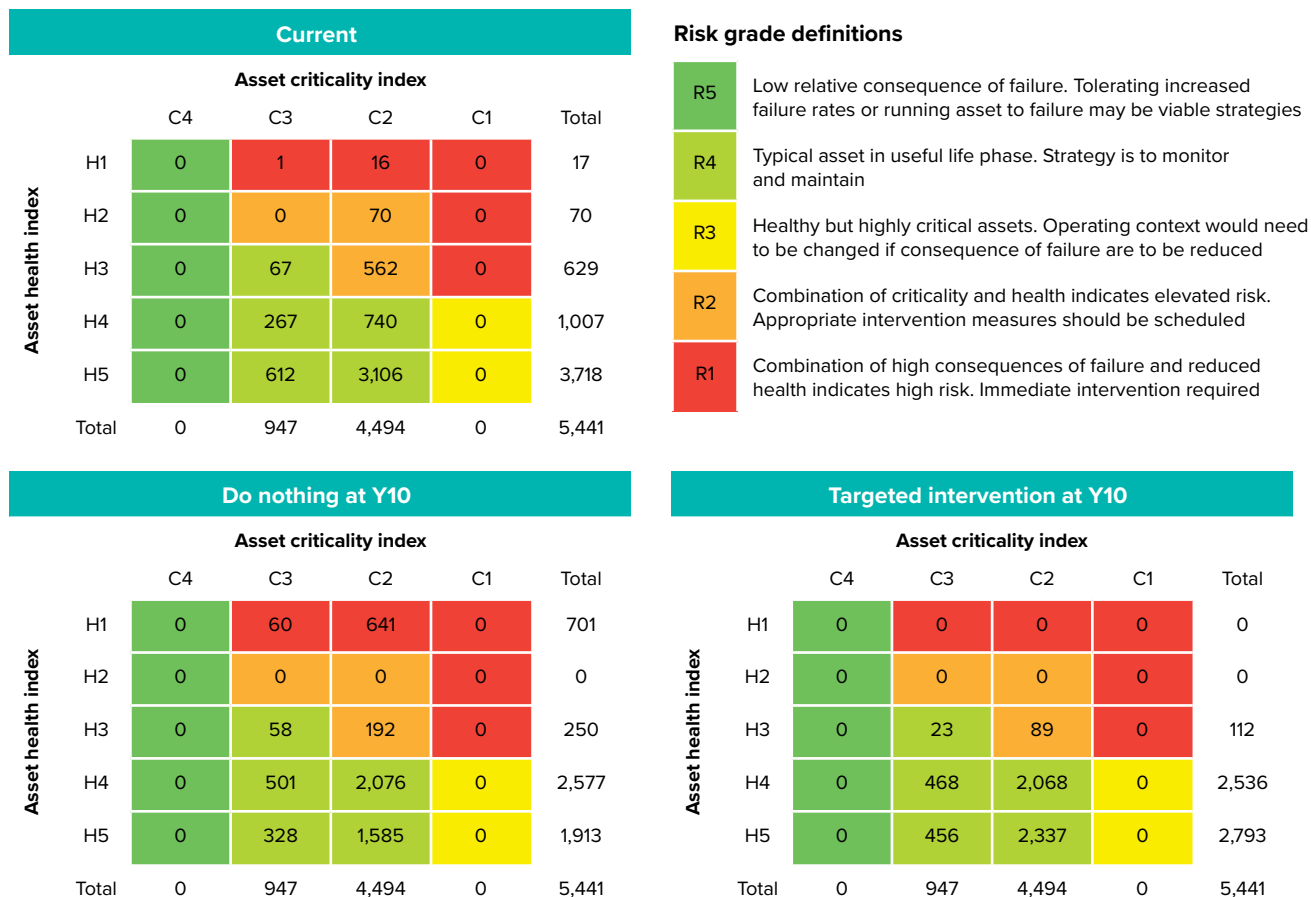 Current
Asset criticality index
C4 C3 C2 C1 Total
Asset health index
H1 0 1 16 0 17
H2 0 0 70 0 70
H3 0 67 562 0 629
H4 0 267 740 0 1,007
H5 0 612 3,106 0 3,718
Total 0 947 4,494 0 5,441
Risk grade definitions
R5 Low relative consequence of failure. Tolerating increased
failure rates or running asset to failure may be viable strategies
R4 Typical asset in useful life phase. Strategy is to monitor
and maintain
R3 Healthy but highly critical assets. Operating context would need
to be changed if consequence of failure are to be reduced
R2 Combination of criticality and health indicates elevated risk.
Appropriate intervention measures should be scheduled
R1 Combination of high consequences of failure and reduced
health indicates high risk. Immediate intervention required
Do nothing at Y10
Asset criticality index
C4 C3 C2 C1 Total
Asset health index
H1 0 60 641 0 701
H2 0 0 0 0 0
H3 0 58 192 0 250
H4 0 501 2,076 0 2,577
H5 0 328 1,585 0 1,913
Total 0 947 4,494 0 5,441
Targeted intervention at Y10
Asset criticality index
C4 C3 C2 C1 Total
Asset health index
H1 0 0 0 0 0
H2 0 0 0 0 0
H3 0 23 89 0 112
H4 0 468 2,068 0 2,536
H5 0 456 2,337 0 2,793
Total 0 947 4,494 0 5,441